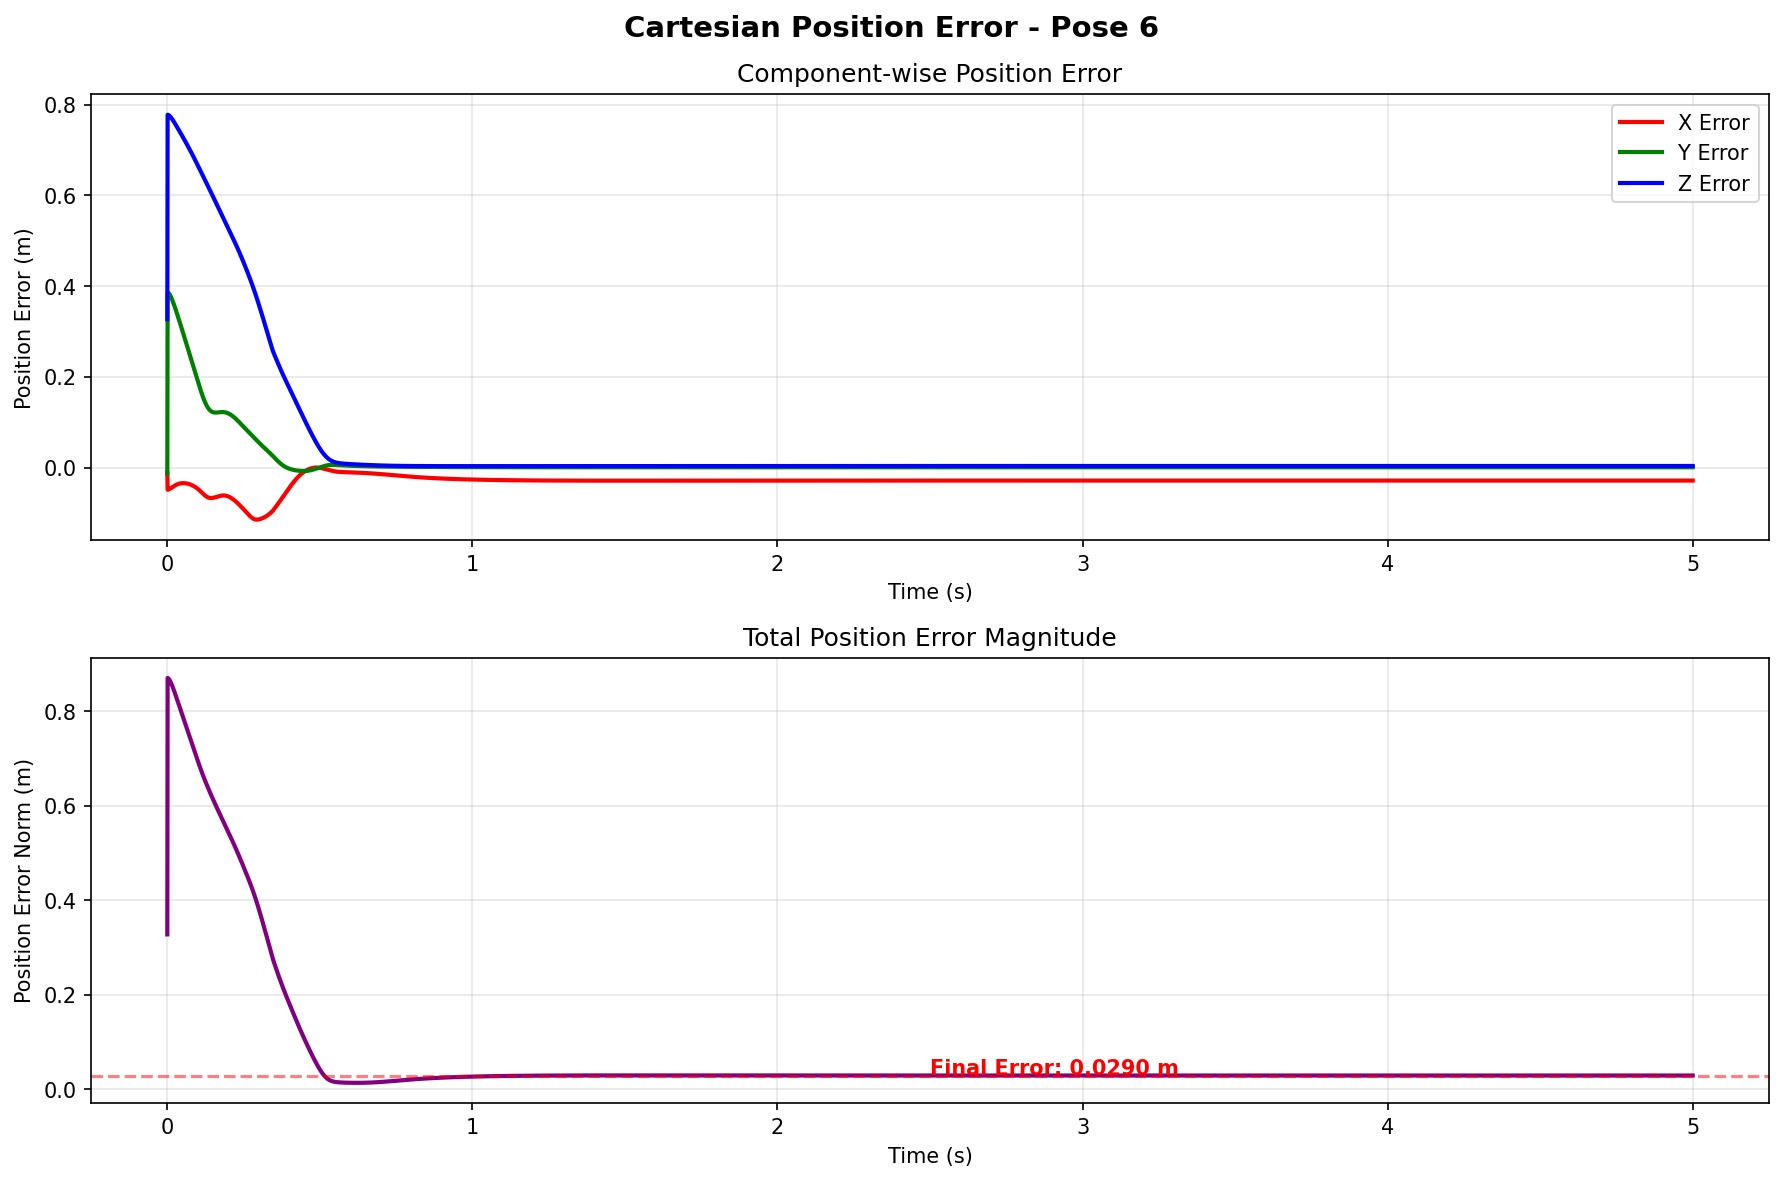 Cartesian Position Error - Pose 6
Component-wise Position Error
Position Error (m)
0.8
0.6
0.4
0.2
0.0
X Error
Y Error
Z Error
0 1 2 3 4 5
Time (s)
Total Position Error Magnitude
Position Error Norm (m)
0.8
0.6
0.4
0.2
0.0
Final Error: 0.0290 m
0 1 2 3 4 5
Time (s)